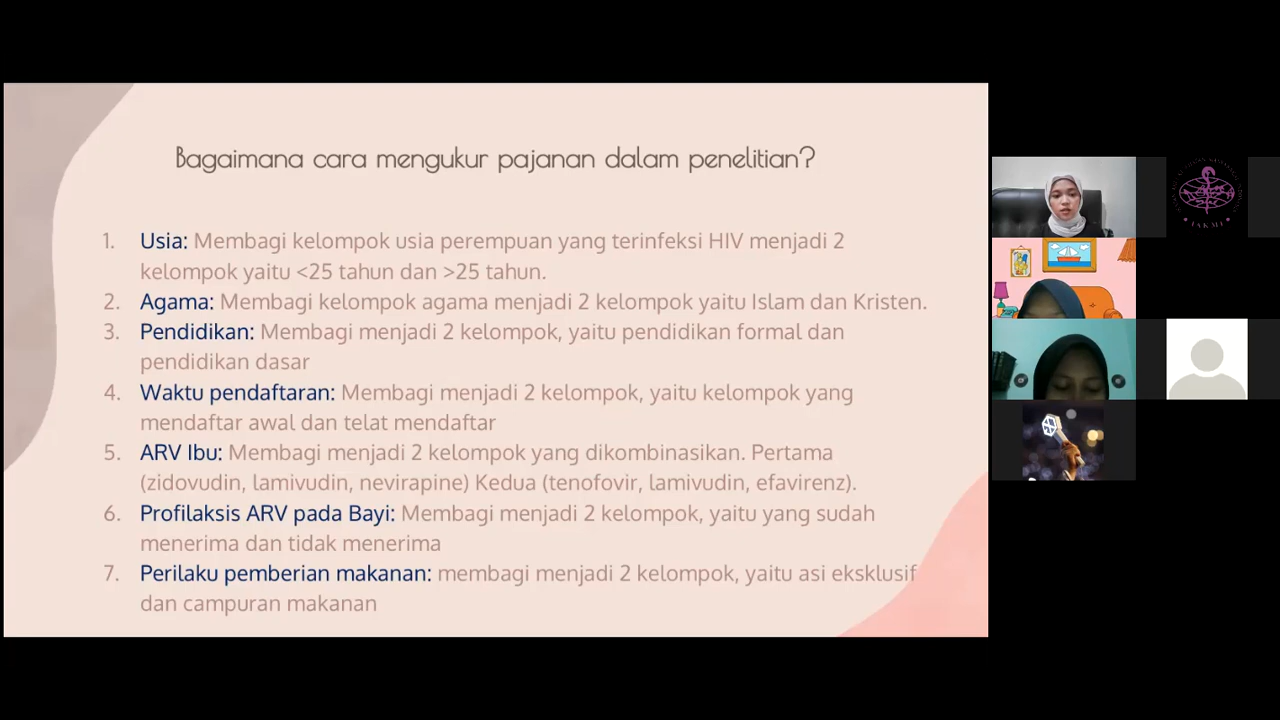 Bagaimana cara mengukur pajanan dalam penelitian?
1. Usia: Membagi kelompok usia perempuan yang terinfeksi HIV menjadi 2
kelompok yaitu <25 tahun dan >25 tahun.
2. Agama: Membagi kelompok agama menjadi 2 kelompok yaitu Islam dan Kristen.
3. Pendidikan: Membagi menjadi 2 kelompok, yaitu pendidikan formal dan
pendidikan dasar
4. Waktu pendaftaran: Membagi menjadi 2 kelompok, yaitu kelompok yang
mendaftar awal dan telat mendaftar
5. ARV Ibu: Membagi menjadi 2 kelompok yang dikombinasikan. Pertama
(zidovudin, lamivudin, nevirapine) Kedua (tenofovir, lamivudin, efavirenz).
6. Profilaksis ARV pada Bayi: Membagi menjadi 2 kelompok, yaitu yang sudah
menerima dan tidak menerima
7. Perilaku pemberian makanan: membagi menjadi 2 kelompok, yaitu asi eksklusif
dan campuran makanan